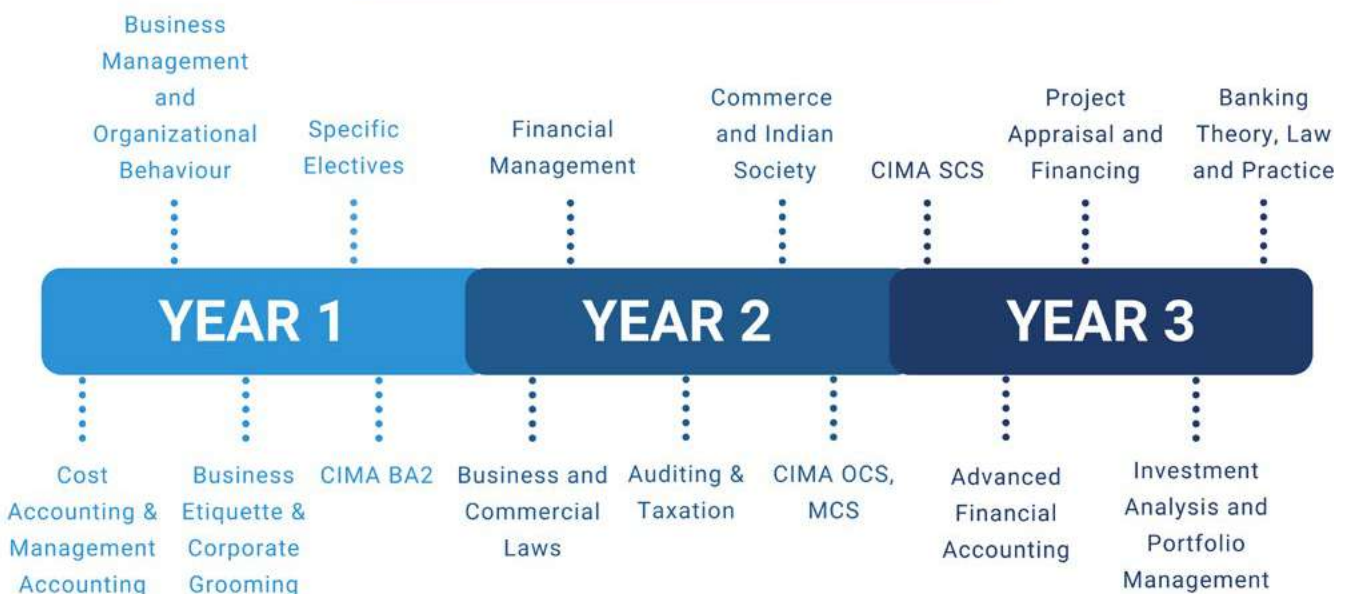 Business
Management
and
Organizational
Behaviour
Specific
Electives
Financial
Management
Commerce
and Indian
Society
CIMA SCS
Project
Appraisal and
Financing
Banking
Theory, Law
and Practice
YEAR 1
YEAR 2
YEAR 3
Cost
Accounting &
Management
Accounting
Business
Etiquette &
Corporate
Grooming
CIMA BA2
Business and
Commercial
Laws
Auditing &
Taxation
CIMA OCS,
MCS
Advanced
Financial
Accounting
Investment
Analysis and
Portfolio
Management